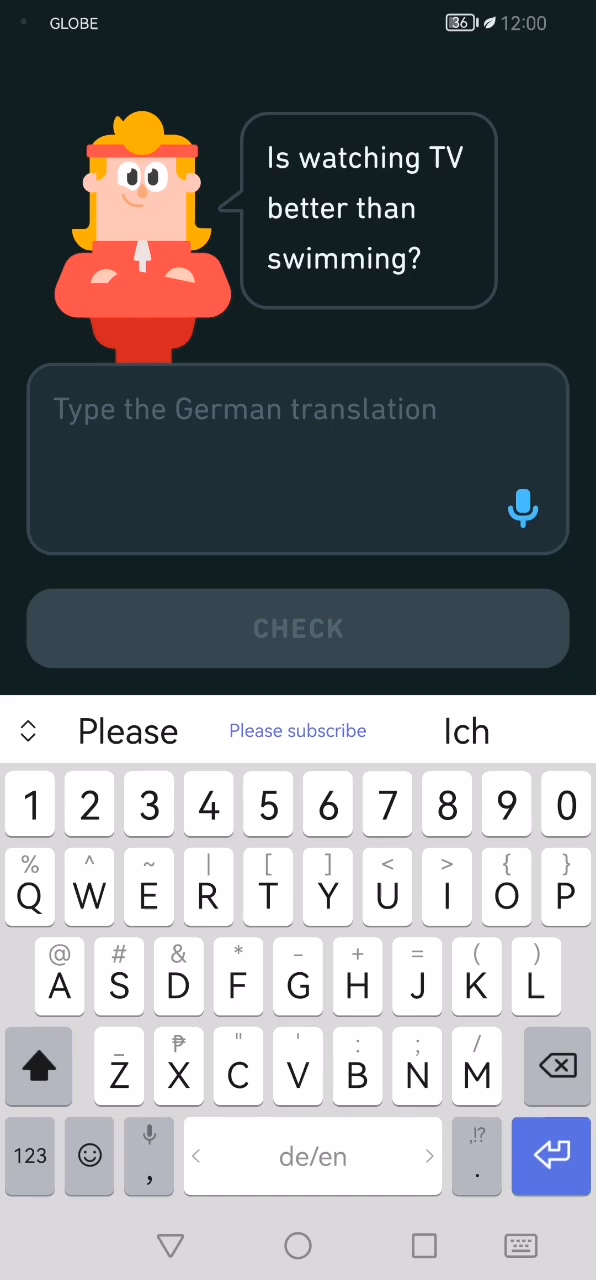 GLOBE 36 12:00
Is watching TV
better than
swimming?
Type the German translation
CHECK
Please Please subscribe Ich
1 2 3 4 5 6 7 8 9 0
% ^ ~ | [ ] < > { }
Q W E R T Y U I O P
@ # & * - + = ( )
A S D F G H J K L
_ ₱ " ' : ; /
Z X C V B N M
,!?
123 , < de/en > .